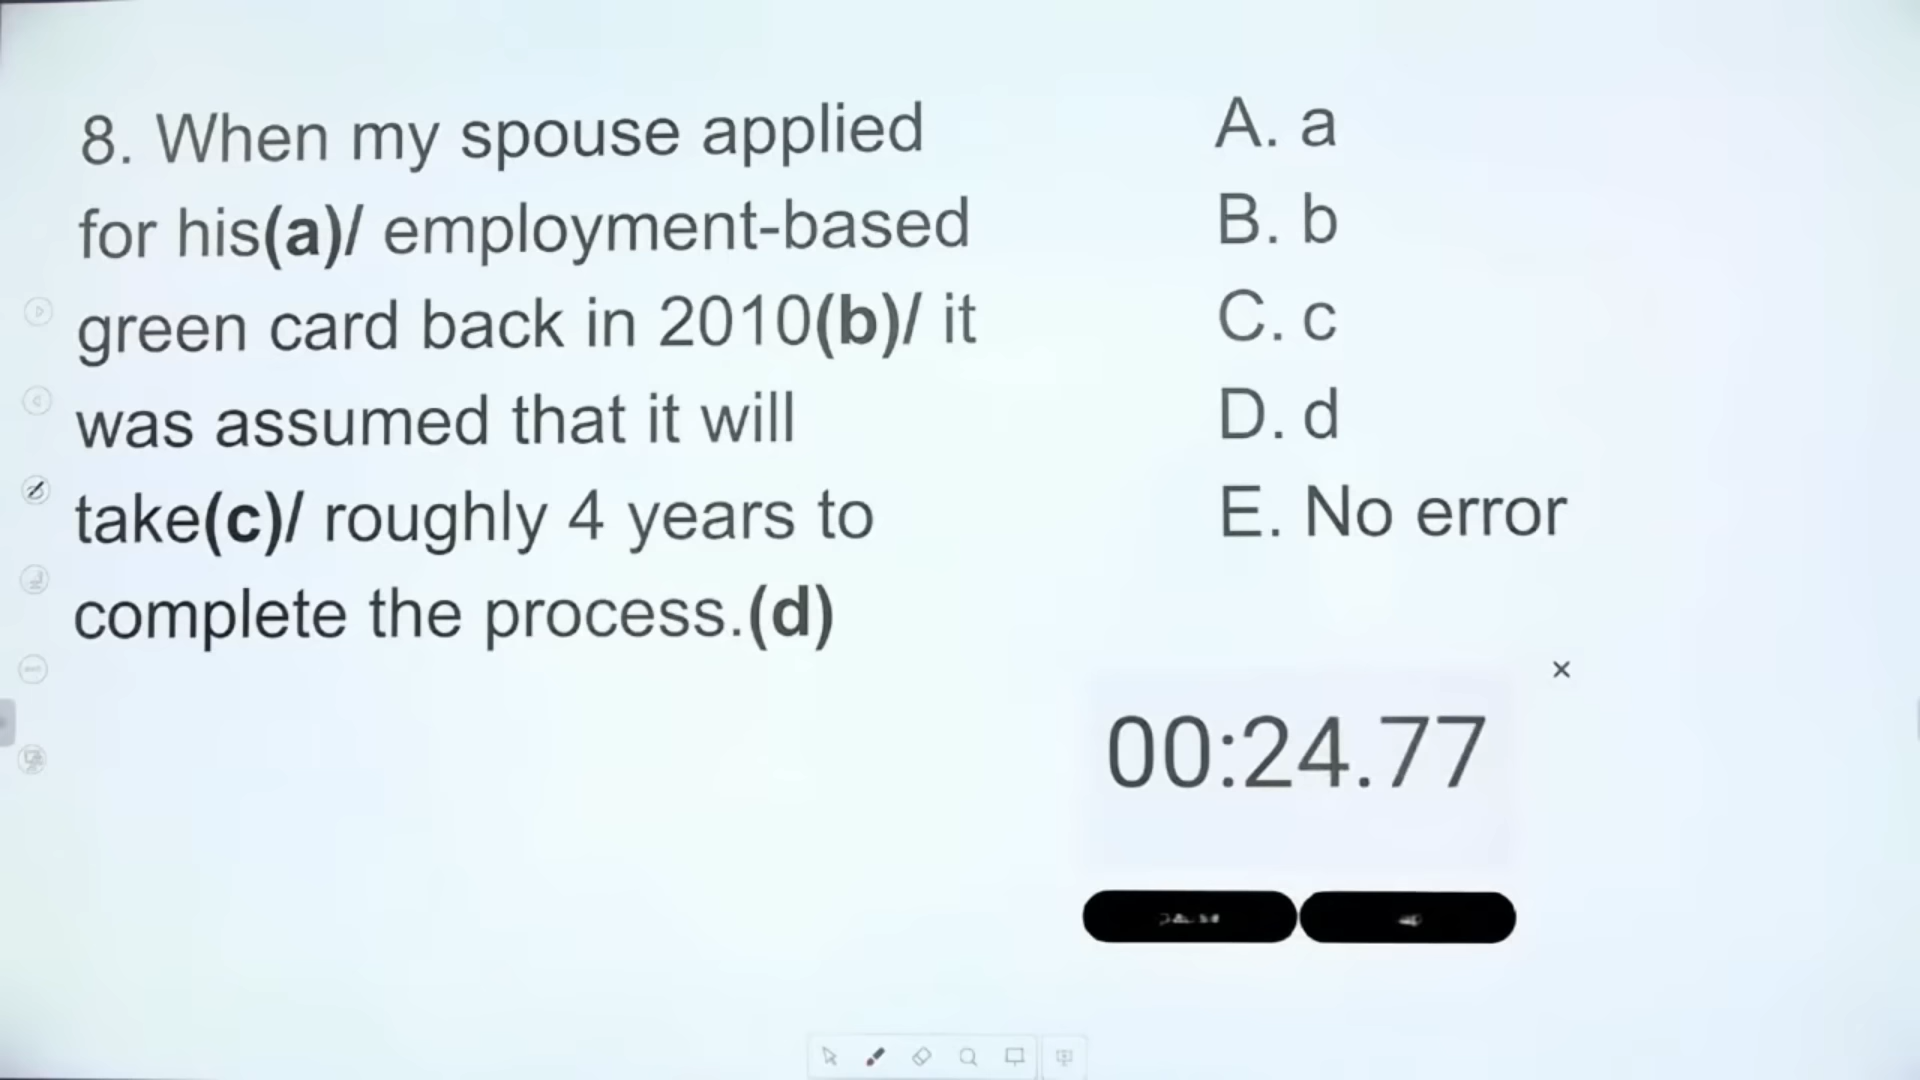 8. When my spouse applied
for his(a)/ employment-based
green card back in 2010(b)/ it
was assumed that it will
take(c)/ roughly 4 years to
complete the process.(d)
A. a
B. b
C. c
D. d
E. No error
×
00:24.77